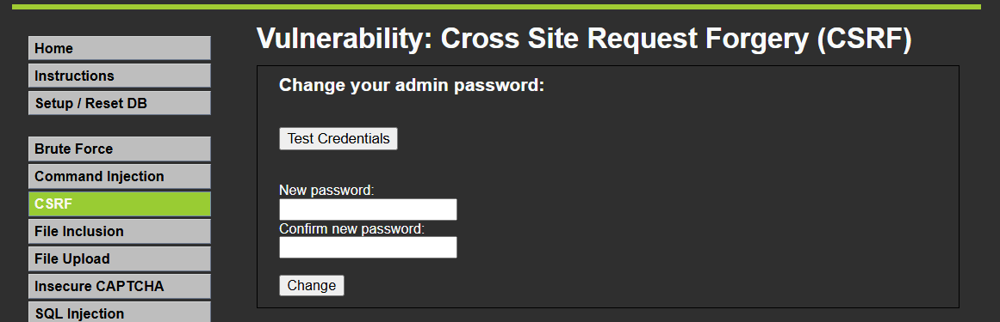 Vulnerability: Cross Site Request Forgery (CSRF)
Home
Instructions
Setup / Reset DB
Brute Force
Command Injection
CSRF
File Inclusion
File Upload
Insecure CAPTCHA
SQL Injection
Change your admin password:
Test Credentials
New password:
Confirm new password:
Change